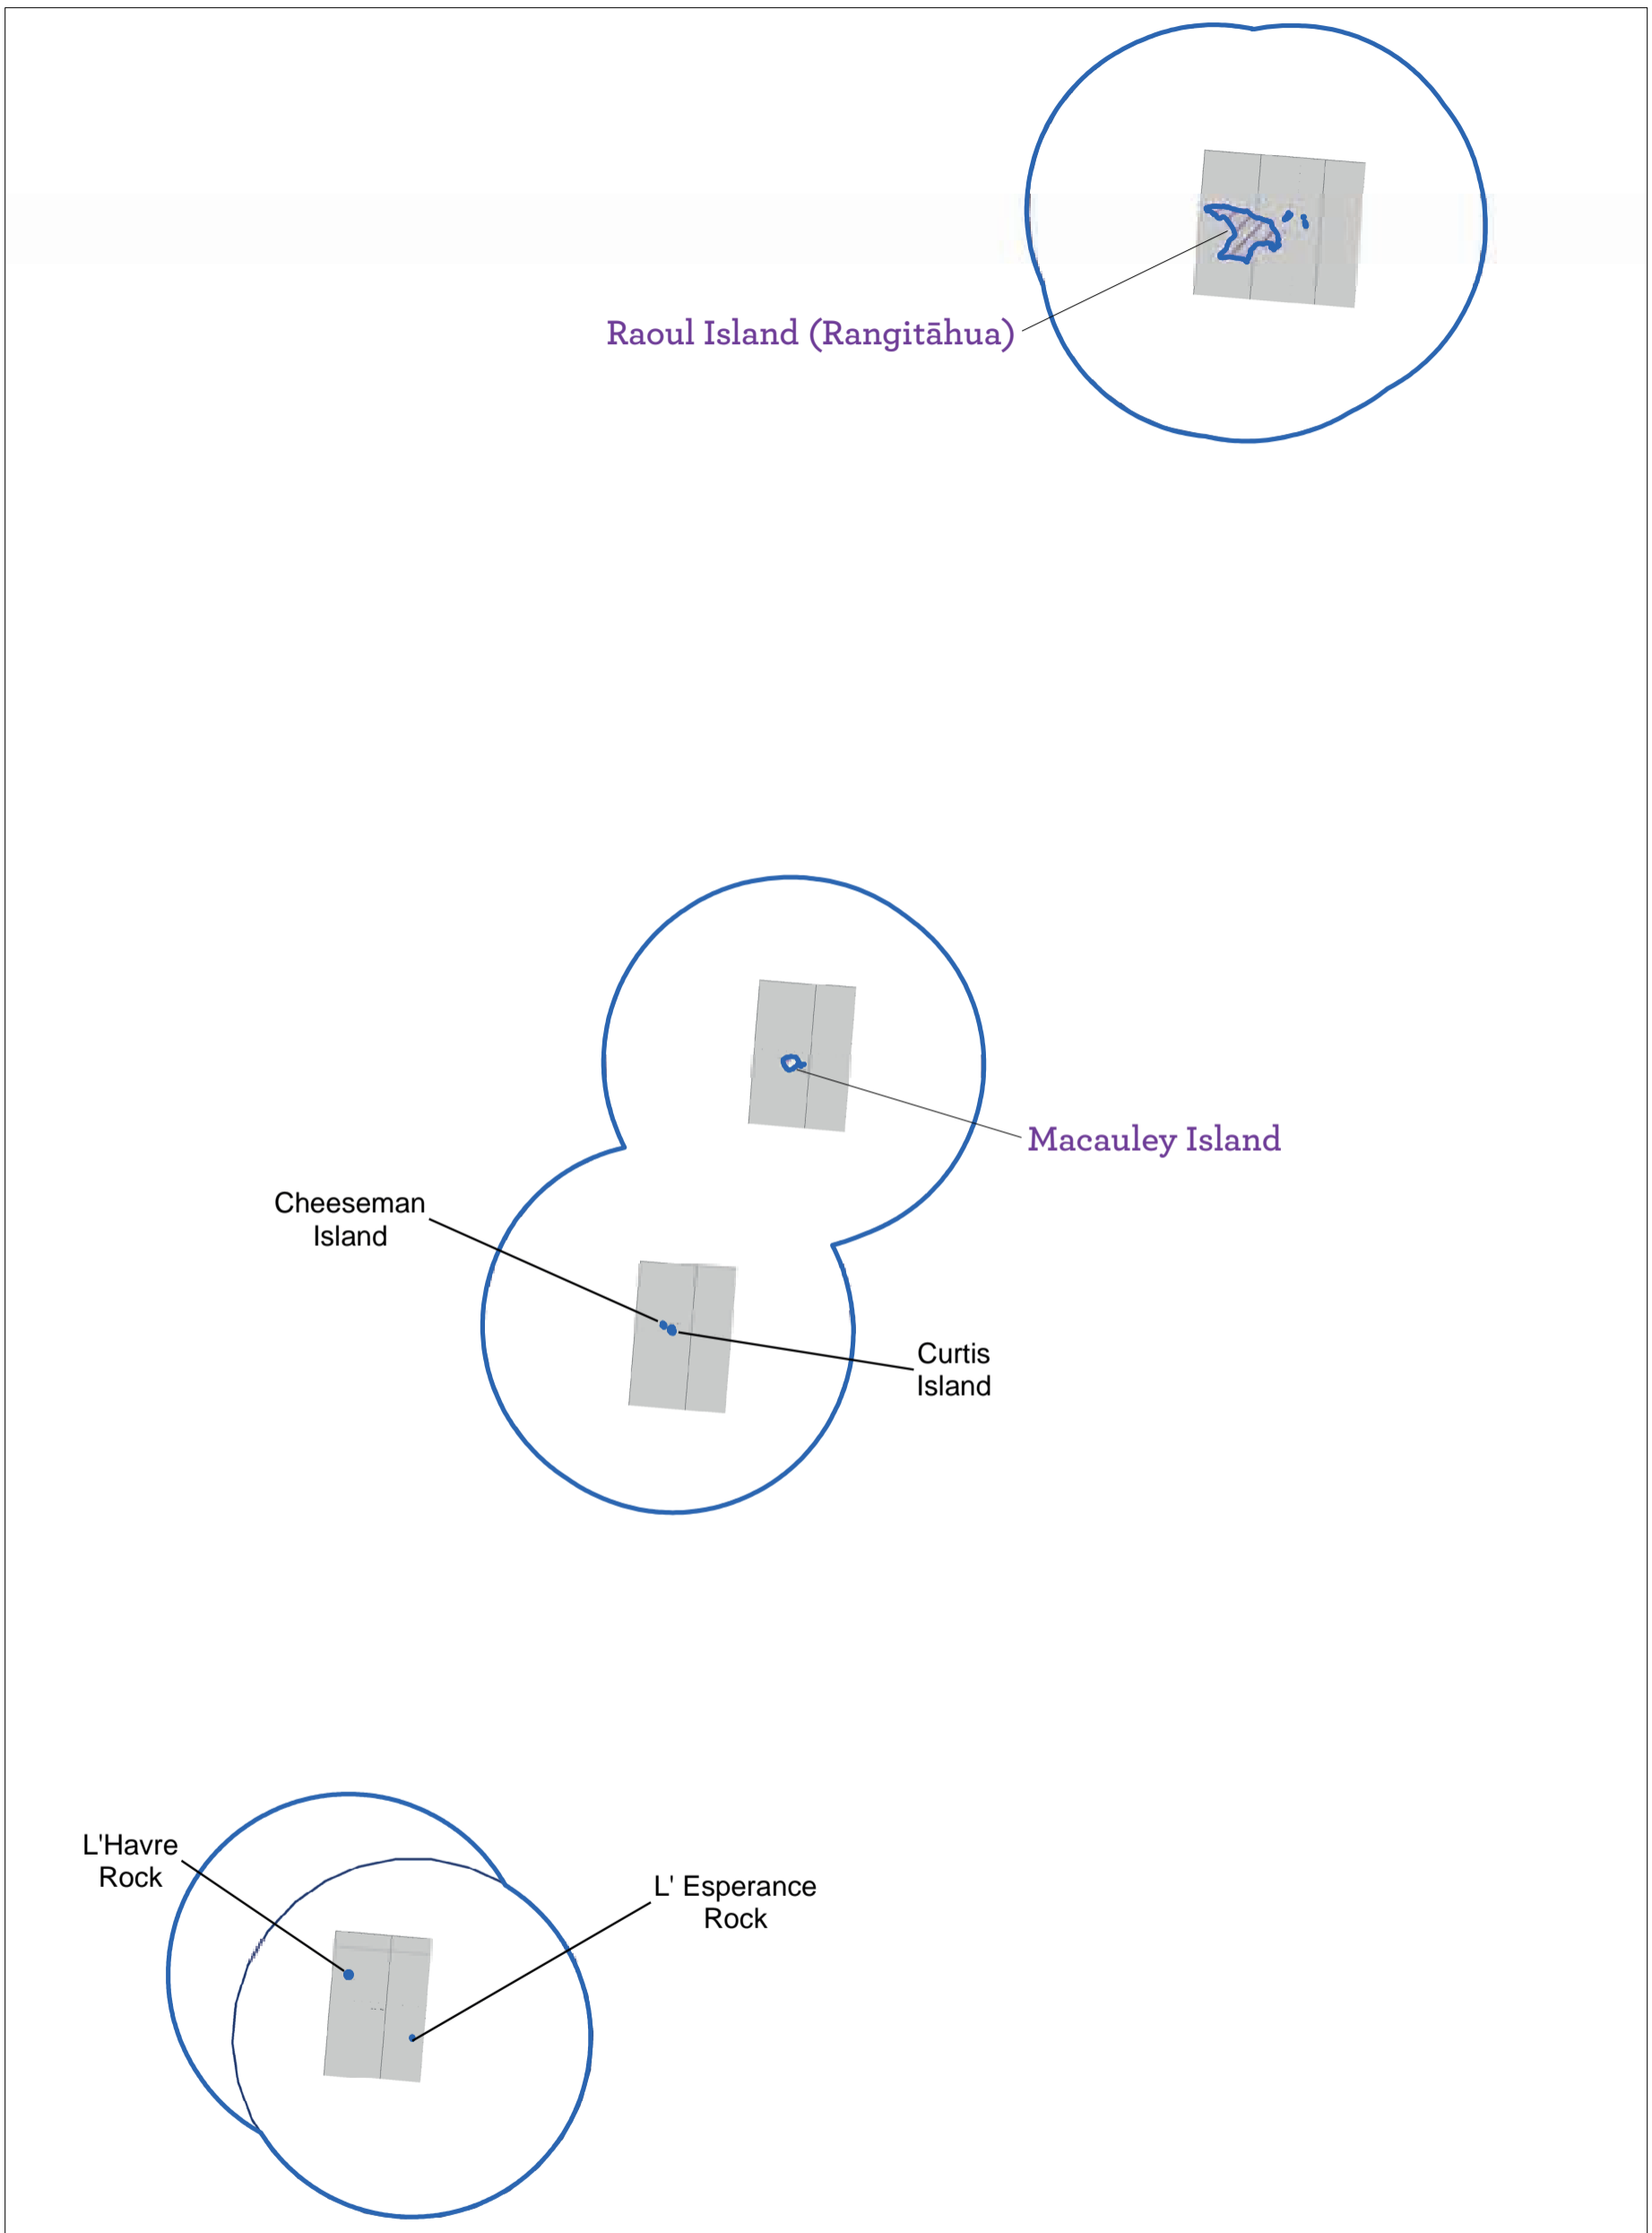 Raoul Island (Rangitāhua)
Macauley Island
Cheeseman
Island
Curtis
Island
L'Havre
Rock
L' Esperance
Rock